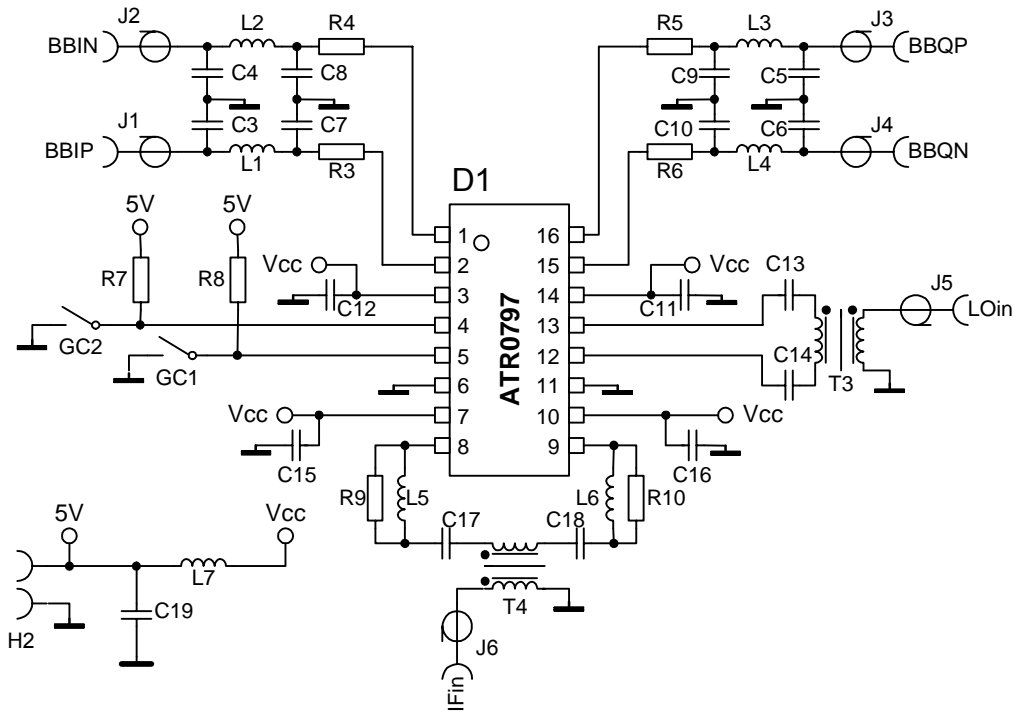 J2 L2 R4 R5 L3 J3
BBIN BBQP
C4 C8 C9 C5
C3 C7 C10 C6
J1 J4
BBIP BBQN
L1 R3 R6 L4
D1
5V 5V
1 16
2 15
R7 R8 Vcc Vcc C13
3 14
C12 C11 J5
LOin
4 13
GC2 C14
5 12
GC1 T3
6 11
ATR0797
Vcc 7 10 Vcc
8 9
C15 C16
R9 L5 L6 R10
5V Vcc C17 C18
L7
C19 T4
H2 J6
IFin